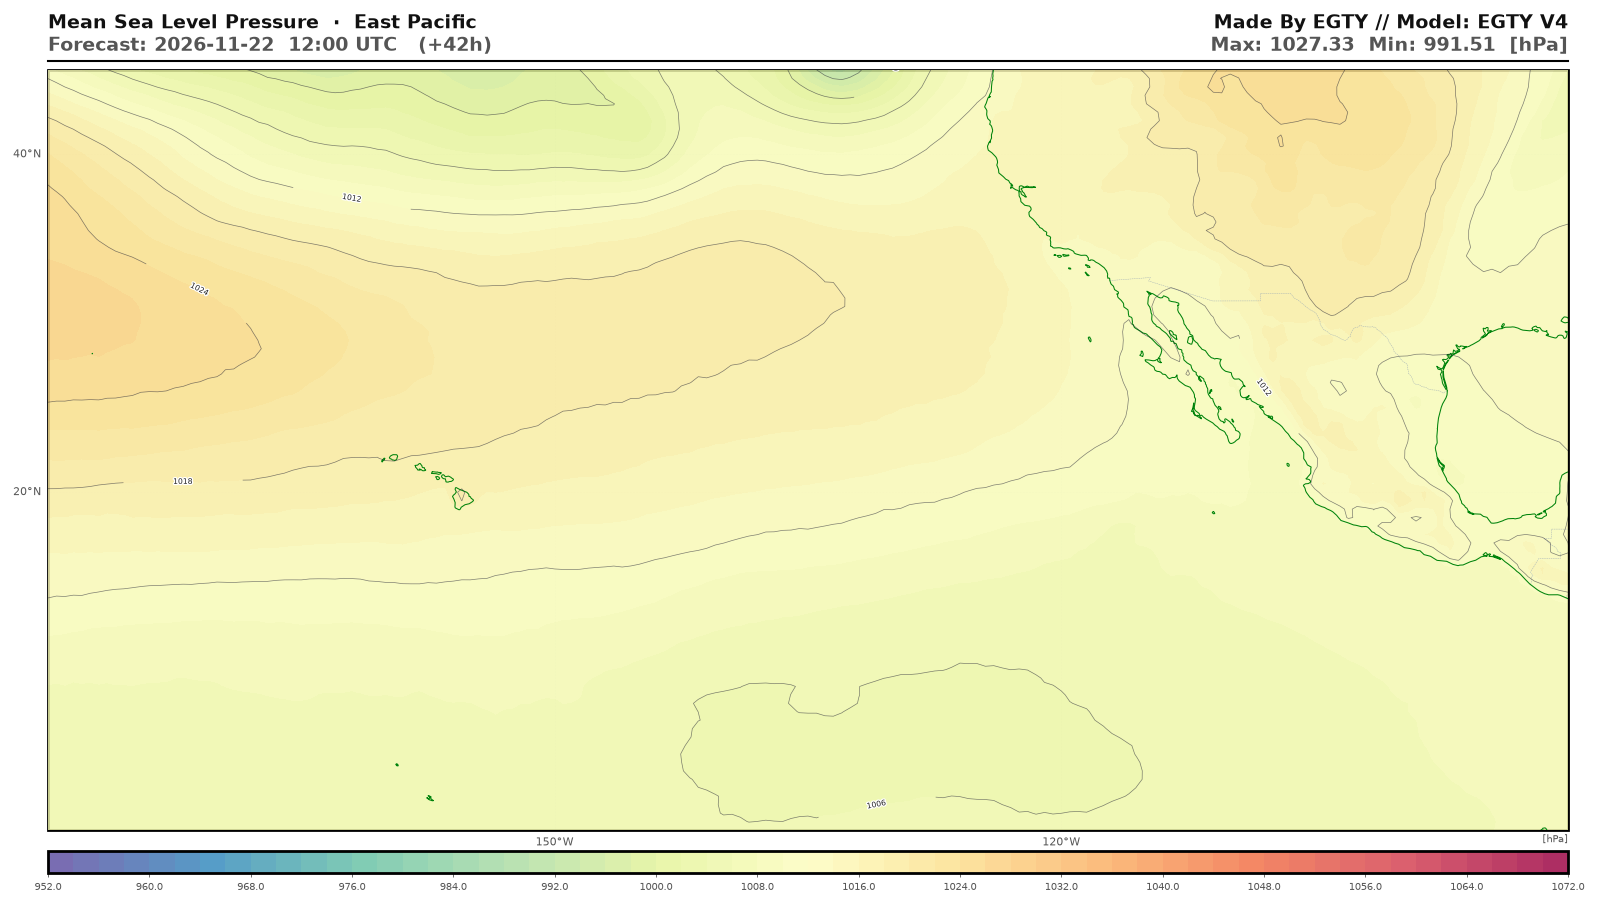 Mean Sea Level Pressure · East Pacific
Made By EGTY // Model: EGTY V4
Forecast: 2026-11-22 12:00 UTC (+42h)
Max: 1027.33 Min: 991.51 [hPa]
40°N
1012
1024
1012
1018
20°N
1006
150°W
120°W
[hPa]
952.0
960.0
968.0
976.0
984.0
992.0
1000.0
1008.0
1016.0
1024.0
1032.0
1040.0
1048.0
1056.0
1064.0
1072.0